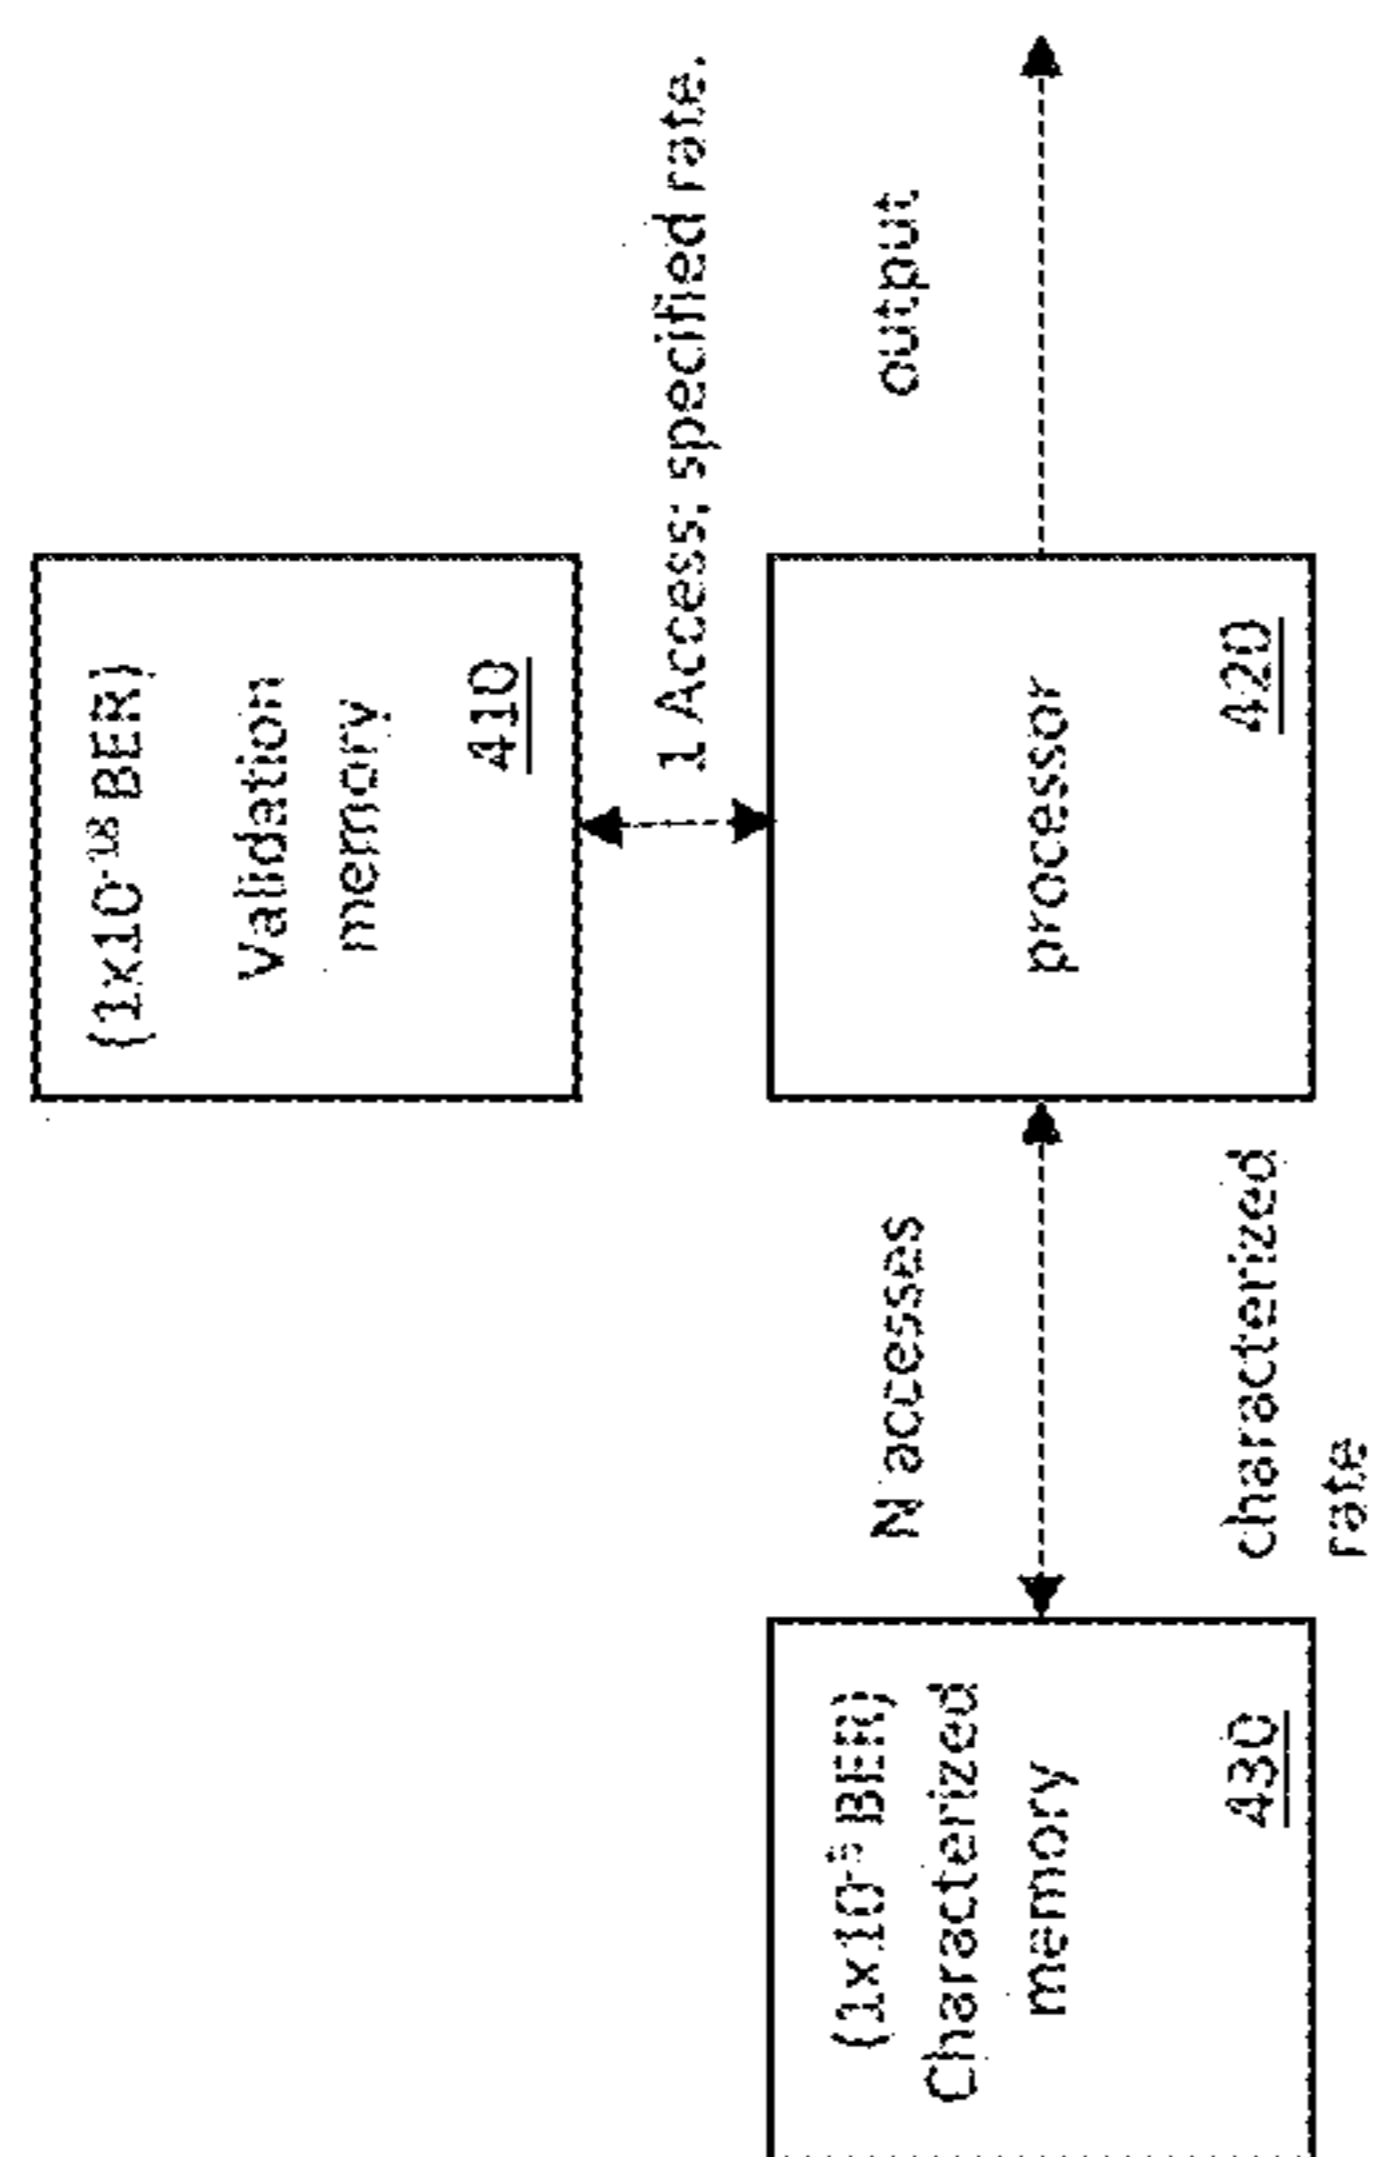 (1x10⁻¹⁸ BER)
Validation
memory
410
1 Access; specified rate.
(1x10⁻⁵ BER)
Characterized
memory
430
N accesses
characterized
rate
processor
420
output